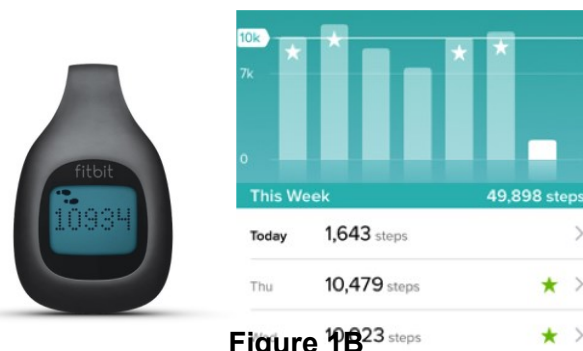 fitbit
10934
10k
7k
0
This Week 49,898 steps
Today 1,643 steps
Thu 10,479 steps
steps
Figure 1B